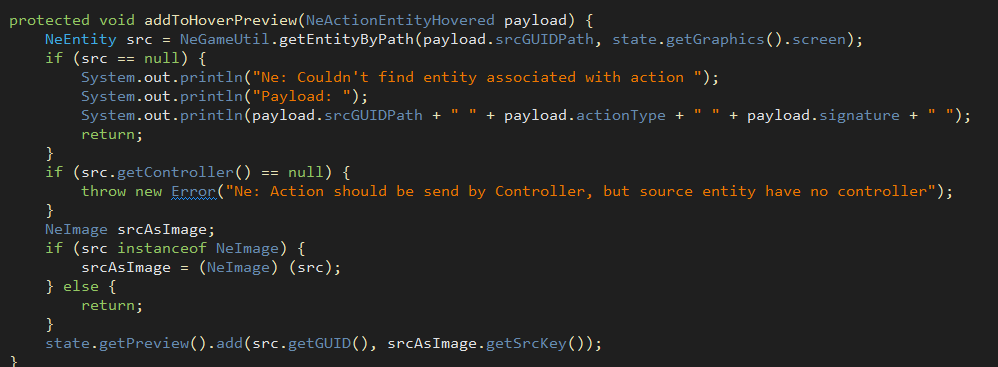 protected void addToHoverPreview(NeActionEntityHovered payload) {
    NeEntity src = NeGameUtil.getEntityByPath(payload.srcGUIDPath, state.getGraphics().screen);
    if (src == null) {
        System.out.println("Ne: Couldn't find entity associated with action ");
        System.out.println("Payload: ");
        System.out.println(payload.srcGUIDPath + " " + payload.actionType + " " + payload.signature + " ");
        return;
    }
    if (src.getController() == null) {
        throw new Error("Ne: Action should be send by Controller, but source entity have no controller");
    }
    NeImage srcAsImage;
    if (src instanceof NeImage) {
        srcAsImage = (NeImage) (src);
    } else {
        return;
    }
    state.getPreview().add(src.getGUID(), srcAsImage.getSrcKey());
}